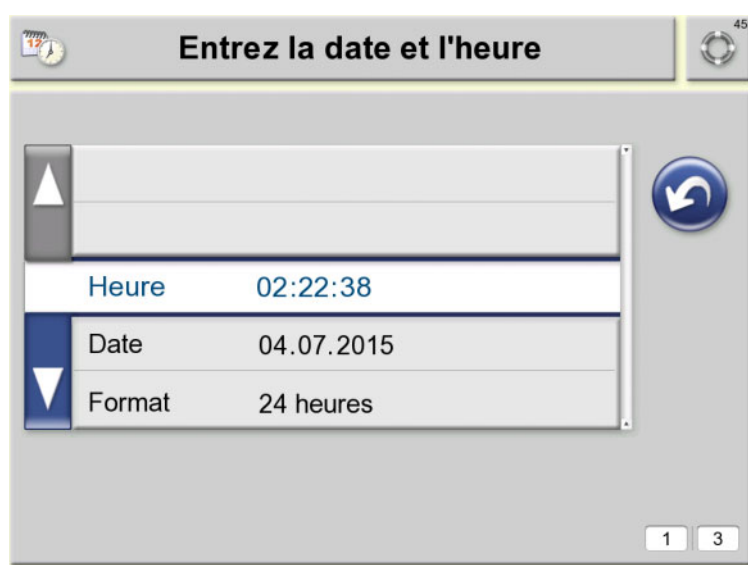 12
Entrez la date et l'heure
45
Heure 02:22:38
Date 04.07.2015
Format 24 heures
1 3